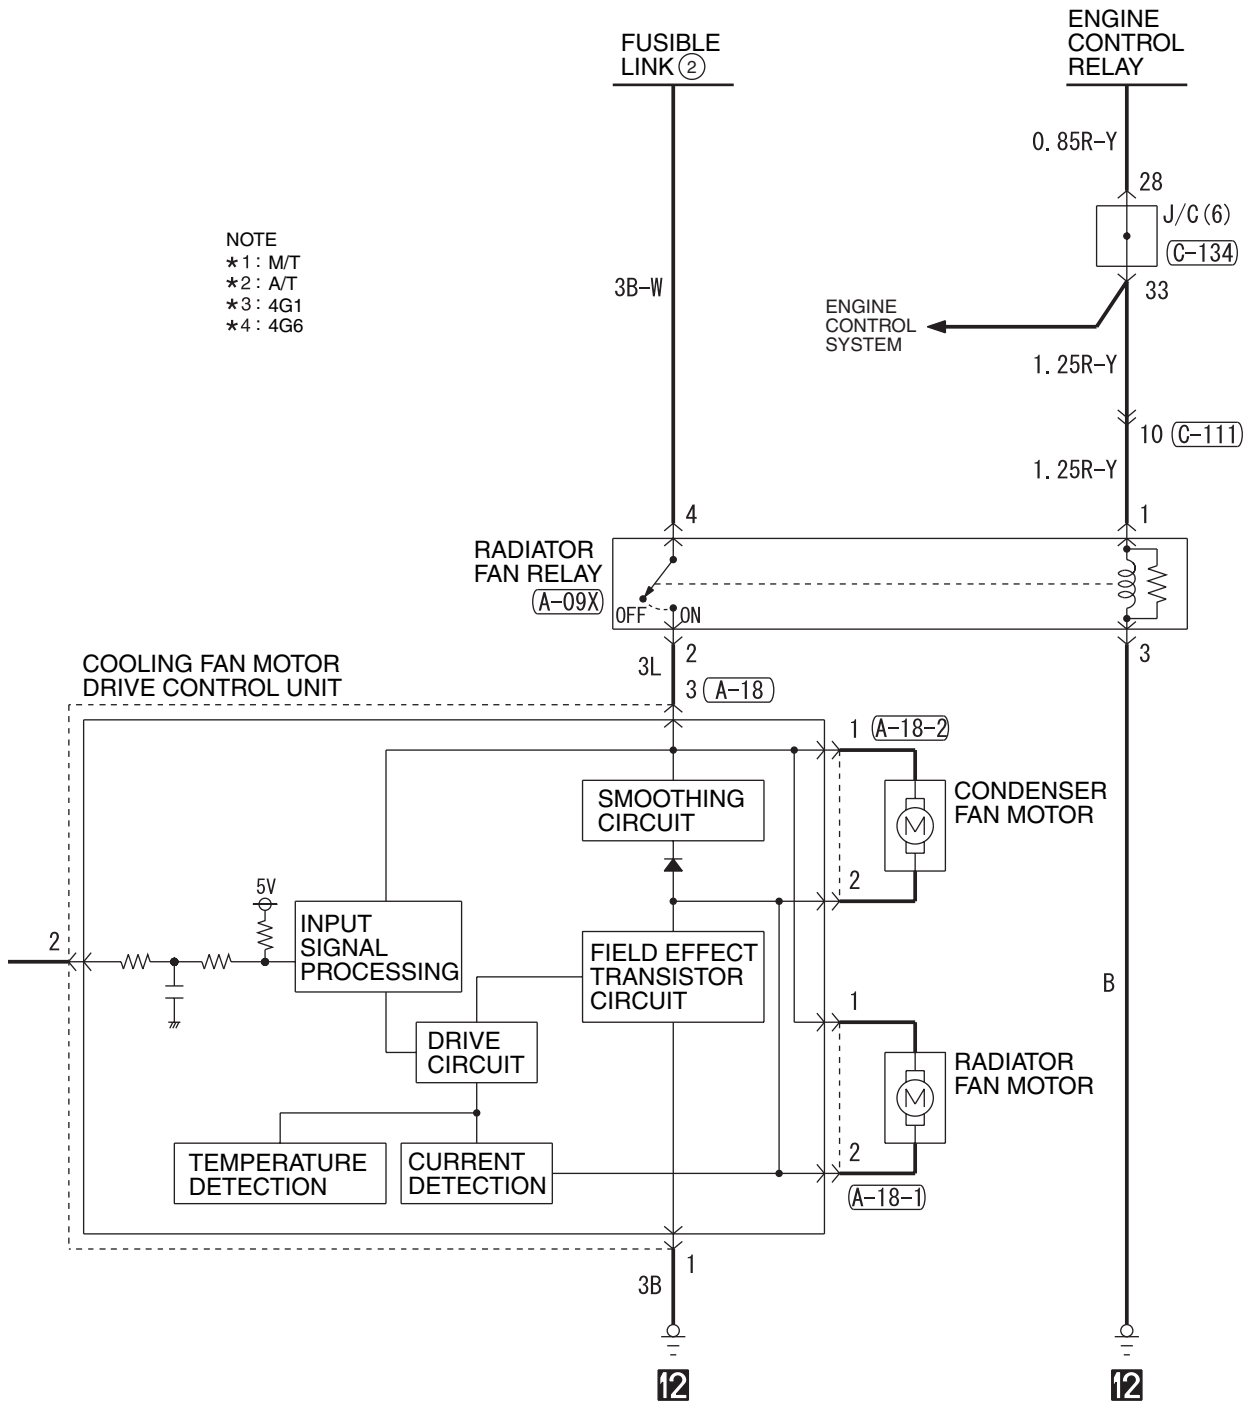 FUSIBLE
LINK ②
ENGINE
CONTROL
RELAY
0.85R-Y
28
J/C(6)
C-134
33
NOTE
*1: M/T
*2: A/T
*3: 4G1
*4: 4G6
3B-W
ENGINE
CONTROL
SYSTEM
1.25R-Y
10 C-111
1.25R-Y
4
1
RADIATOR
FAN RELAY
A-09X
OFF
ON
2
3
3L
3 A-18
COOLING FAN MOTOR
DRIVE CONTROL UNIT
1 A-18-2
SMOOTHING
CIRCUIT
CONDENSER
FAN MOTOR
M
2
5V
2
INPUT
SIGNAL
PROCESSING
FIELD EFFECT
TRANSISTOR
CIRCUIT
B
1
DRIVE
CIRCUIT
RADIATOR
FAN MOTOR
M
2
TEMPERATURE
DETECTION
CURRENT
DETECTION
A-18-1
1
3B
12
12